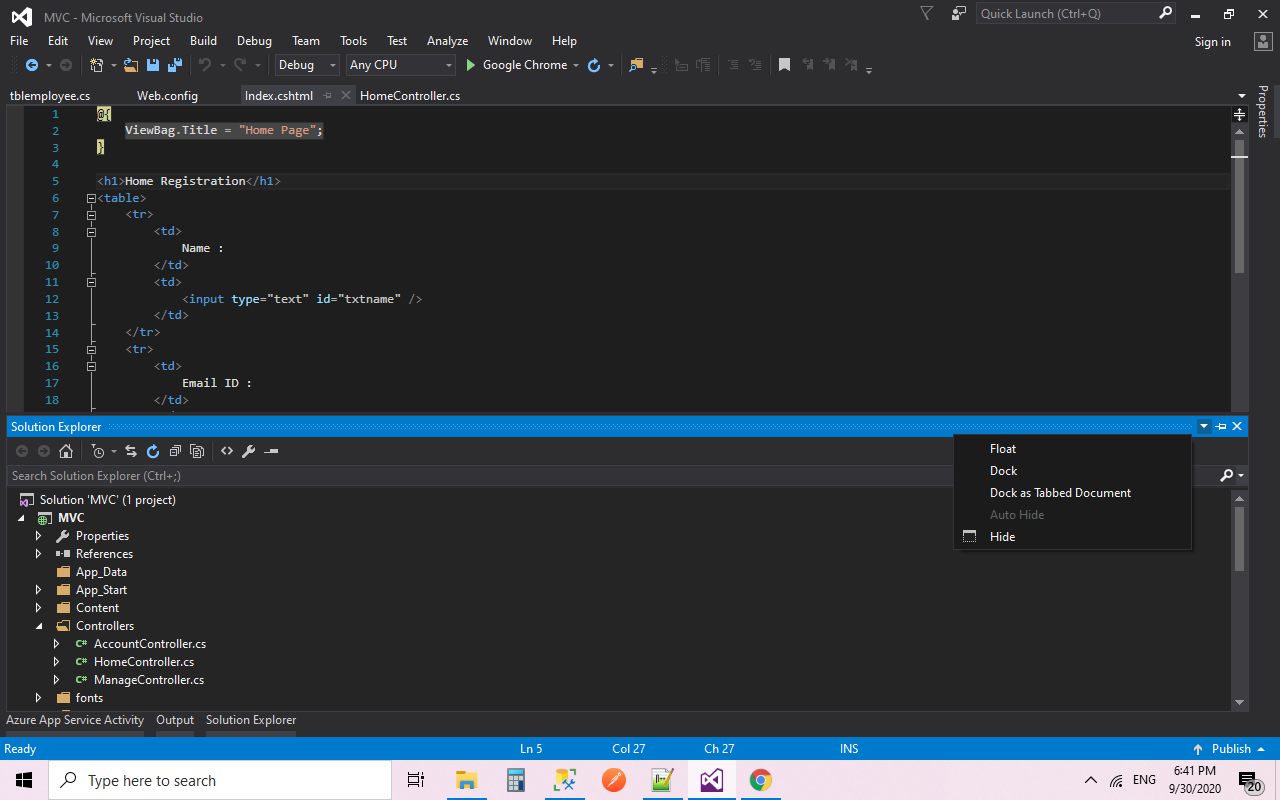 MVC - Microsoft Visual Studio
Quick Launch (Ctrl+Q)
File Edit View Project Build Debug Team Tools Test Analyze Window Help
Sign in
Debug Any CPU Google Chrome
tblemployee.cs Web.config Index.cshtml HomeController.cs
Properties
1 @{
2 ViewBag.Title = "Home Page";
3 }
4
5 <h1>Home Registration</h1>
6 <table>
7 <tr>
8 <td>
9 Name :
10 </td>
11 <td>
12 <input type="text" id="txtname" />
13 </td>
14 </tr>
15 <tr>
16 <td>
17 Email ID :
18 </td>
Solution Explorer
Float
Dock
Dock as Tabbed Document
Auto Hide
Hide
Search Solution Explorer (Ctrl+;)
Solution 'MVC' (1 project)
MVC
Properties
References
App_Data
App_Start
Content
Controllers
C# AccountController.cs
C# HomeController.cs
C# ManageController.cs
fonts
Azure App Service Activity Output Solution Explorer
Ready Ln 5 Col 27 Ch 27 INS Publish
Type here to search
ENG
6:41 PM
9/30/2020
20